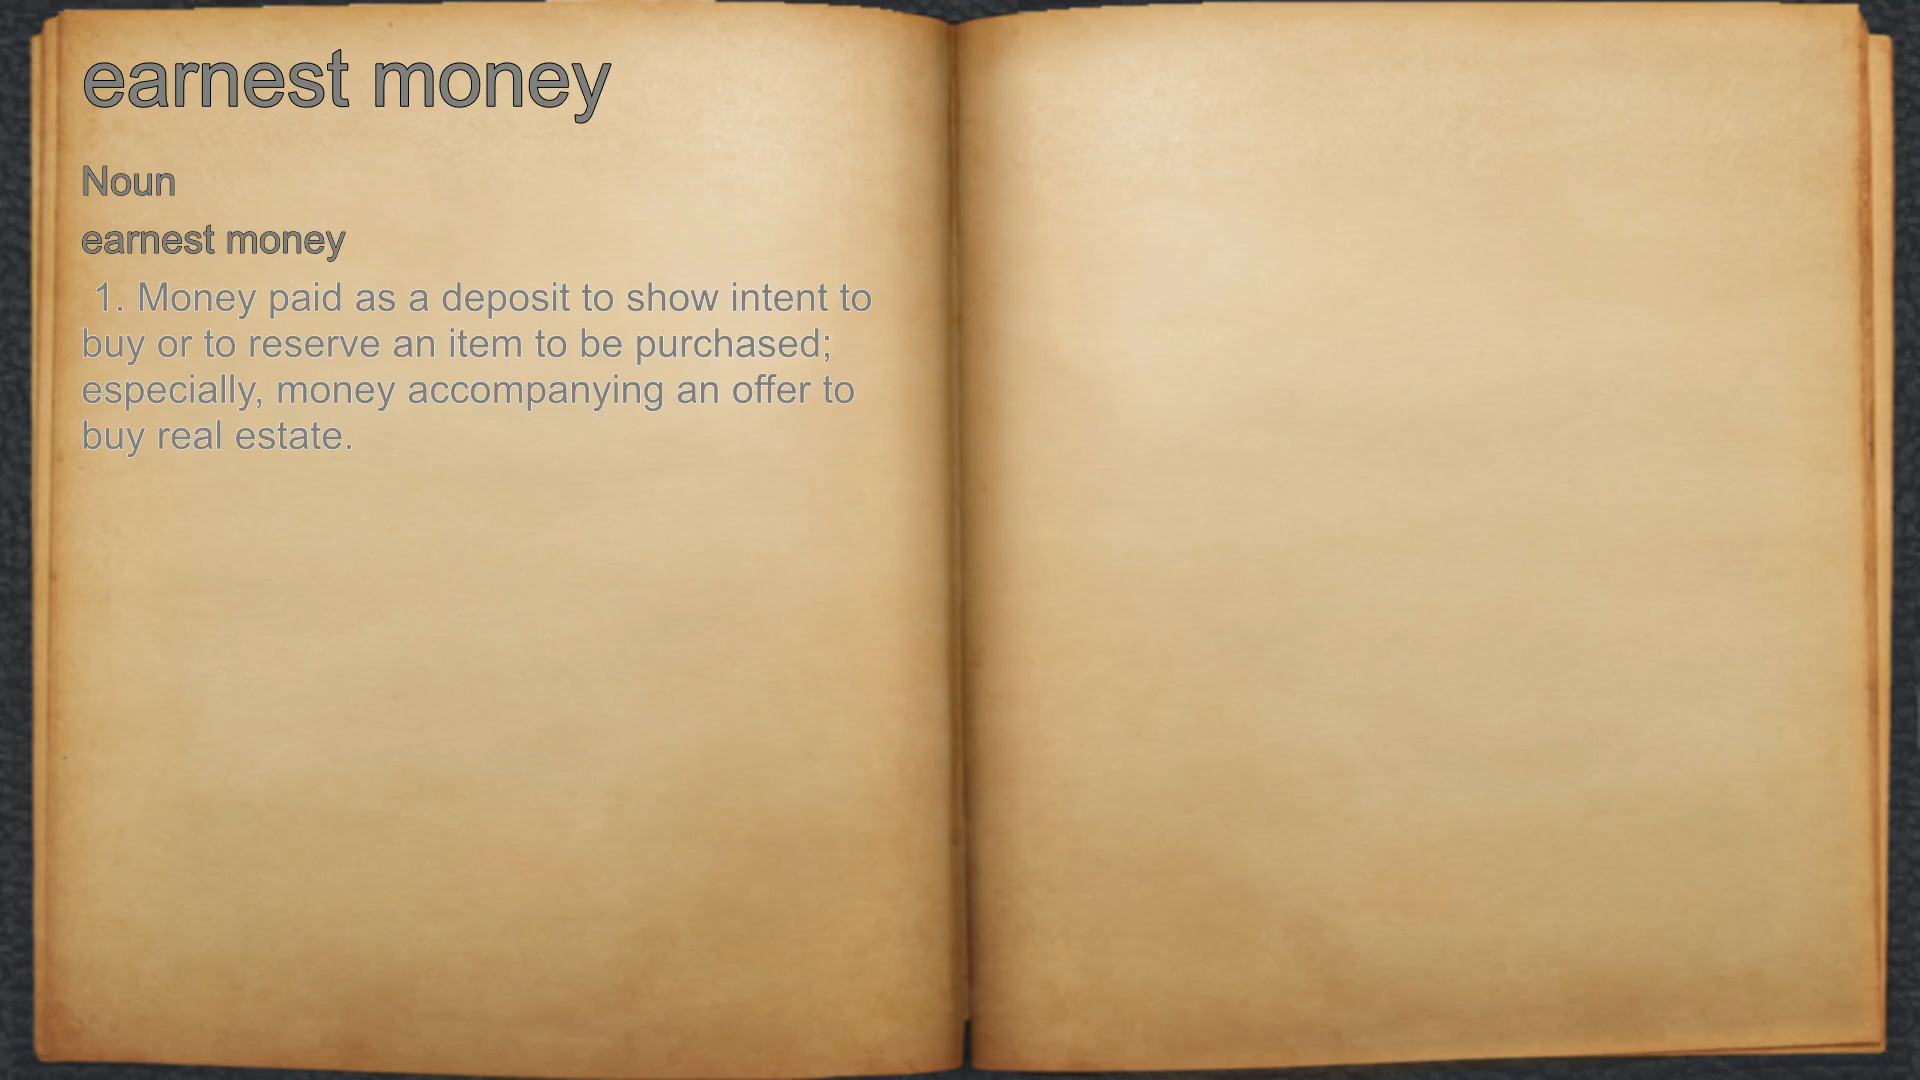 earnest money
Noun
earnest money
1. Money paid as a deposit to show intent to
buy or to reserve an item to be purchased;
especially, money accompanying an offer to
buy real estate.